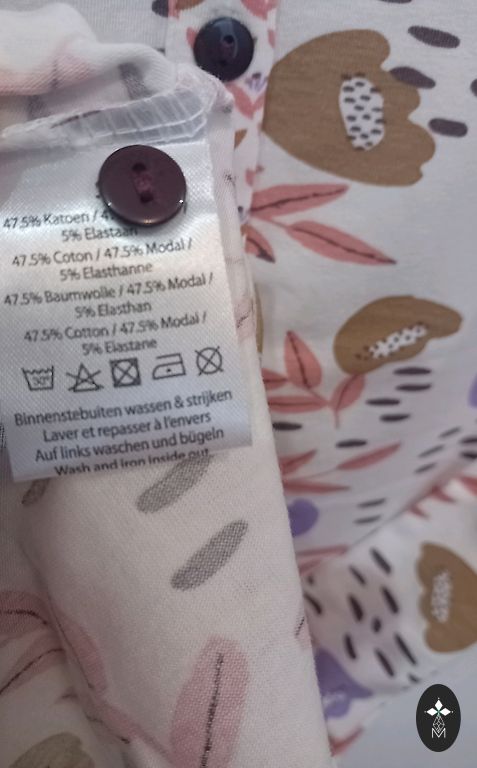 47.5% Katoen /
5% Elastaan
47.5% Coton / 47.5% Modal /
5% Elasthanne
47.5% Baumwolle / 47.5% Modal /
5% Elasthan
47.5% Cotton / 47.5% Modal /
5% Elastane
30°
Binnenstebuiten wassen & strijken
Laver et repasser à l'envers
Auf links waschen und bügeln
Wash and iron inside out
M